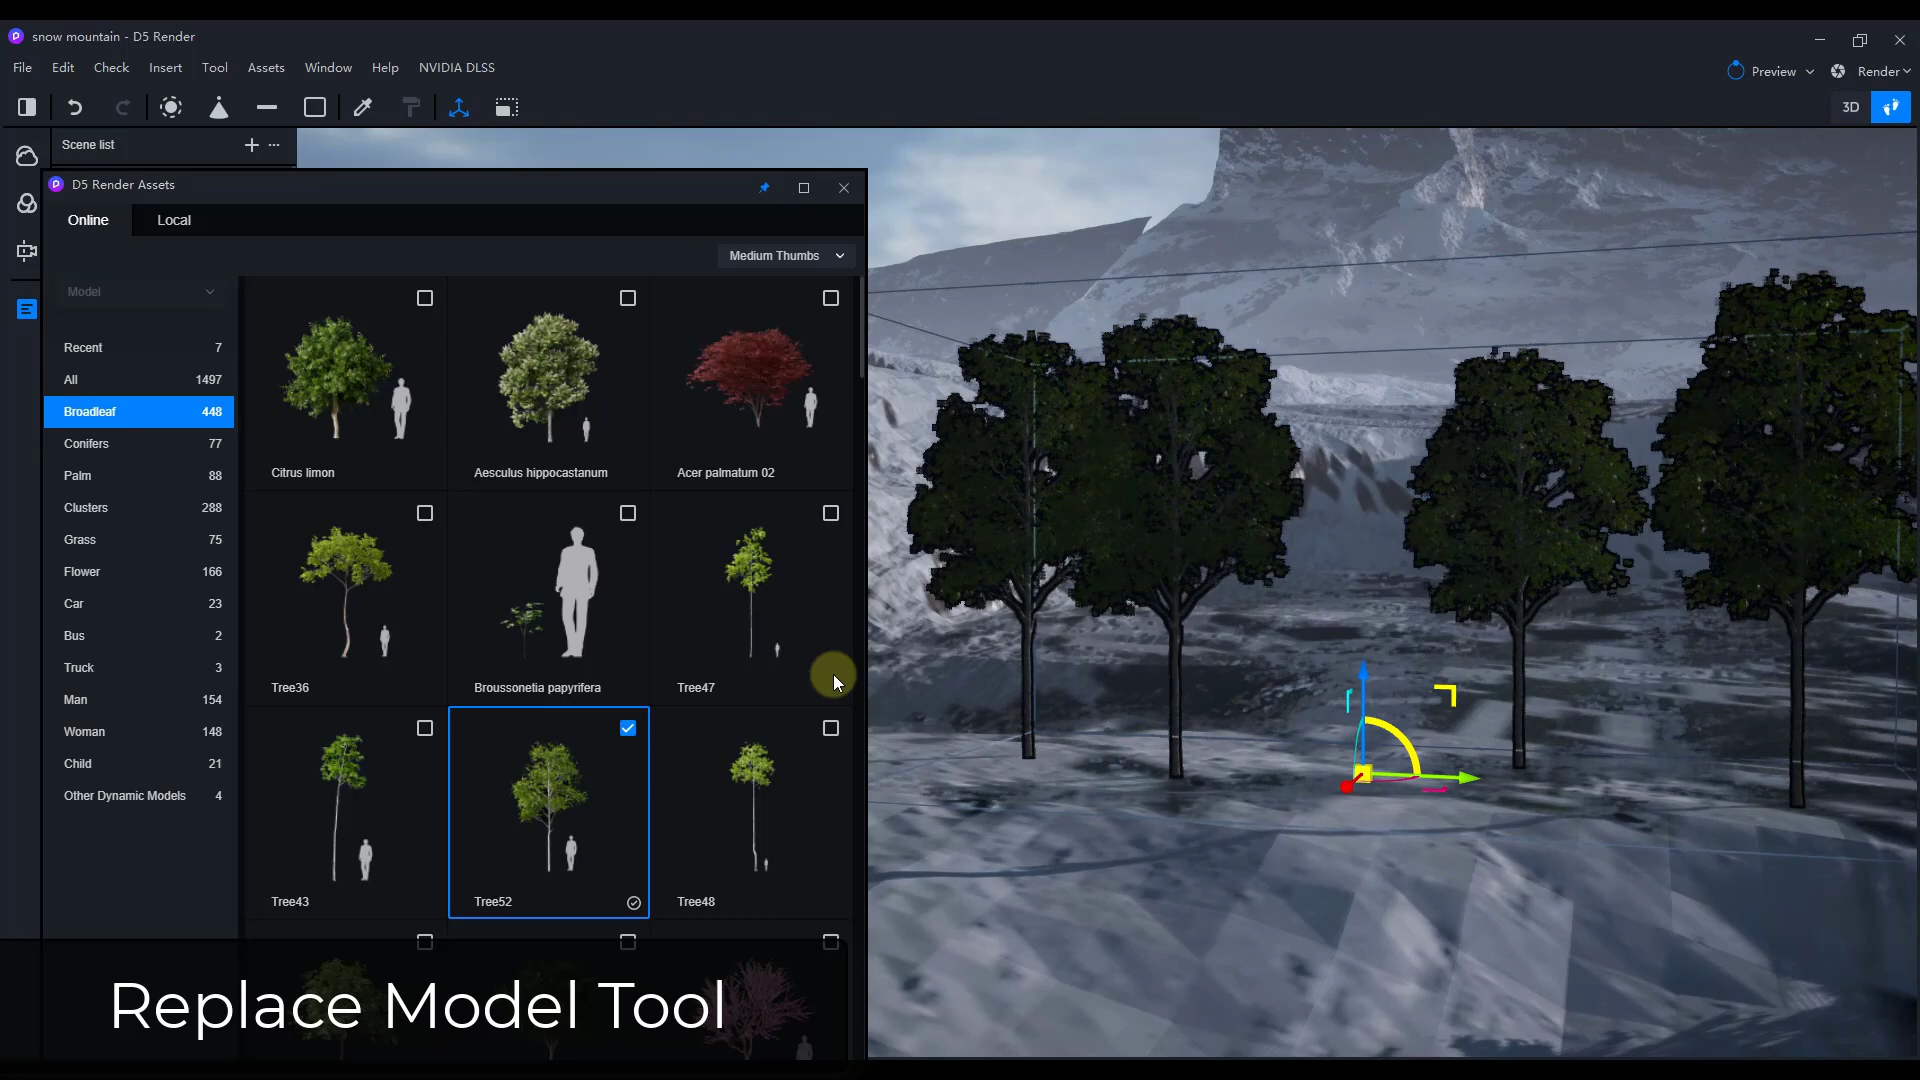 snow mountain - D5 Render
File Edit Check Insert Tool Assets Window Help NVIDIA DLSS
Preview Render
3D
Scene list
D5 Render Assets
Online Local
Medium Thumbs
Model
Recent 7
All 1497
Broadleaf 448
Conifers 77
Palm 88
Clusters 288
Grass 75
Flower 166
Car 23
Bus 2
Truck 3
Man 154
Woman 148
Child 21
Other Dynamic Models 4
Citrus limon
Aesculus hippocastanum
Acer palmatum 02
Tree36
Broussonetia papyrifera
Tree47
Tree43
Tree52
Tree48
Replace Model Tool